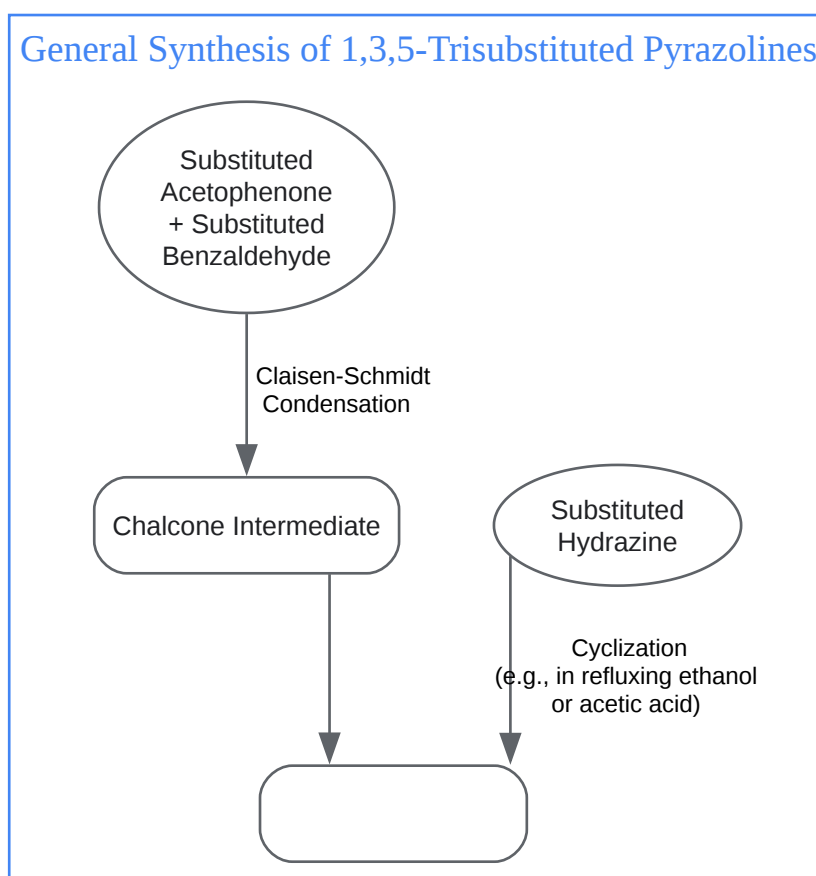 General Synthesis of 1,3,5-Trisubstituted Pyrazolines
Substituted
Acetophenone
+ Substituted
Benzaldehyde
Claisen-Schmidt
Condensation
Chalcone Intermediate
Substituted
Hydrazine
Cyclization
(e.g., in refluxing ethanol
or acetic acid)